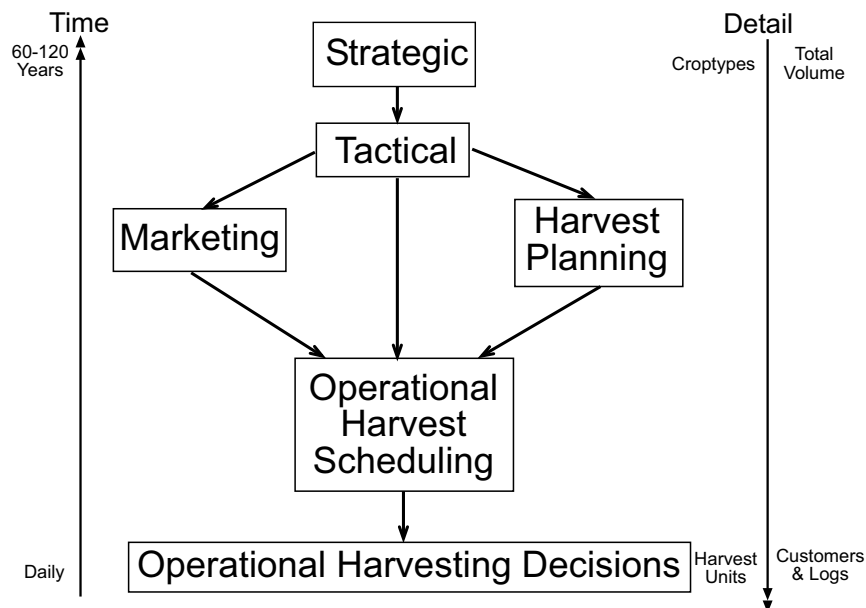 Time
60-120
Years
Detail
Croptypes
Total
Volume
Strategic
Tactical
Marketing
Harvest
Planning
Operational
Harvest
Scheduling
Operational Harvesting Decisions
Daily
Harvest
Units
Customers
& Logs